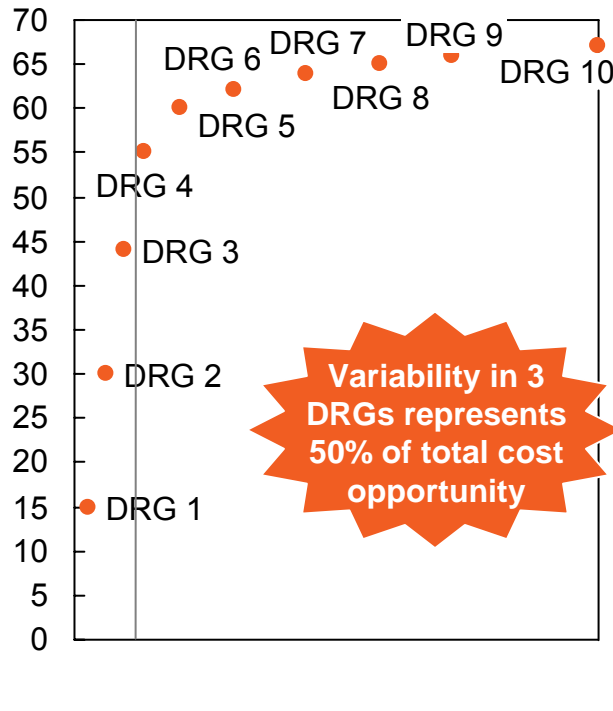 70
65
60
55
50
45
40
35
30
25
20
15
10
5
0
DRG 1
DRG 2
DRG 3
DRG 4
DRG 5
DRG 6
DRG 7
DRG 8
DRG 9
DRG 10
Variability in 3
DRGs represents
50% of total cost
opportunity